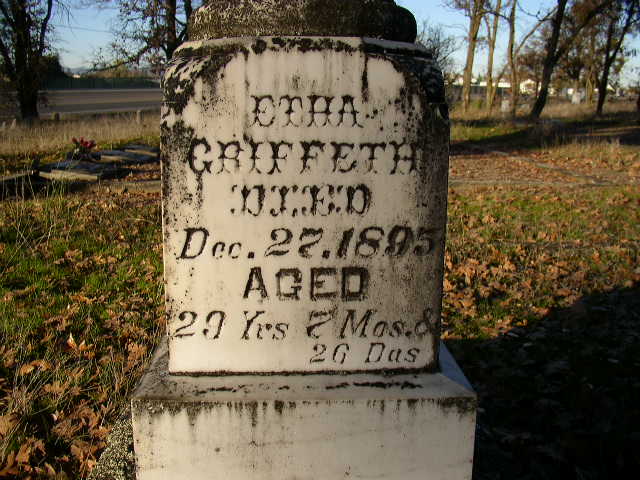 ETHA
GRIFFETH
DIED
Dec. 27. 1895
AGED
29 Yrs 7 Mos. &
26 Das